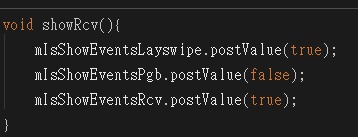 void showRcv(){
    mIsShowEventsLayswipe.postValue(true);
    mIsShowEventsPgb.postValue(false);
    mIsShowEventsRcv.postValue(true);
}